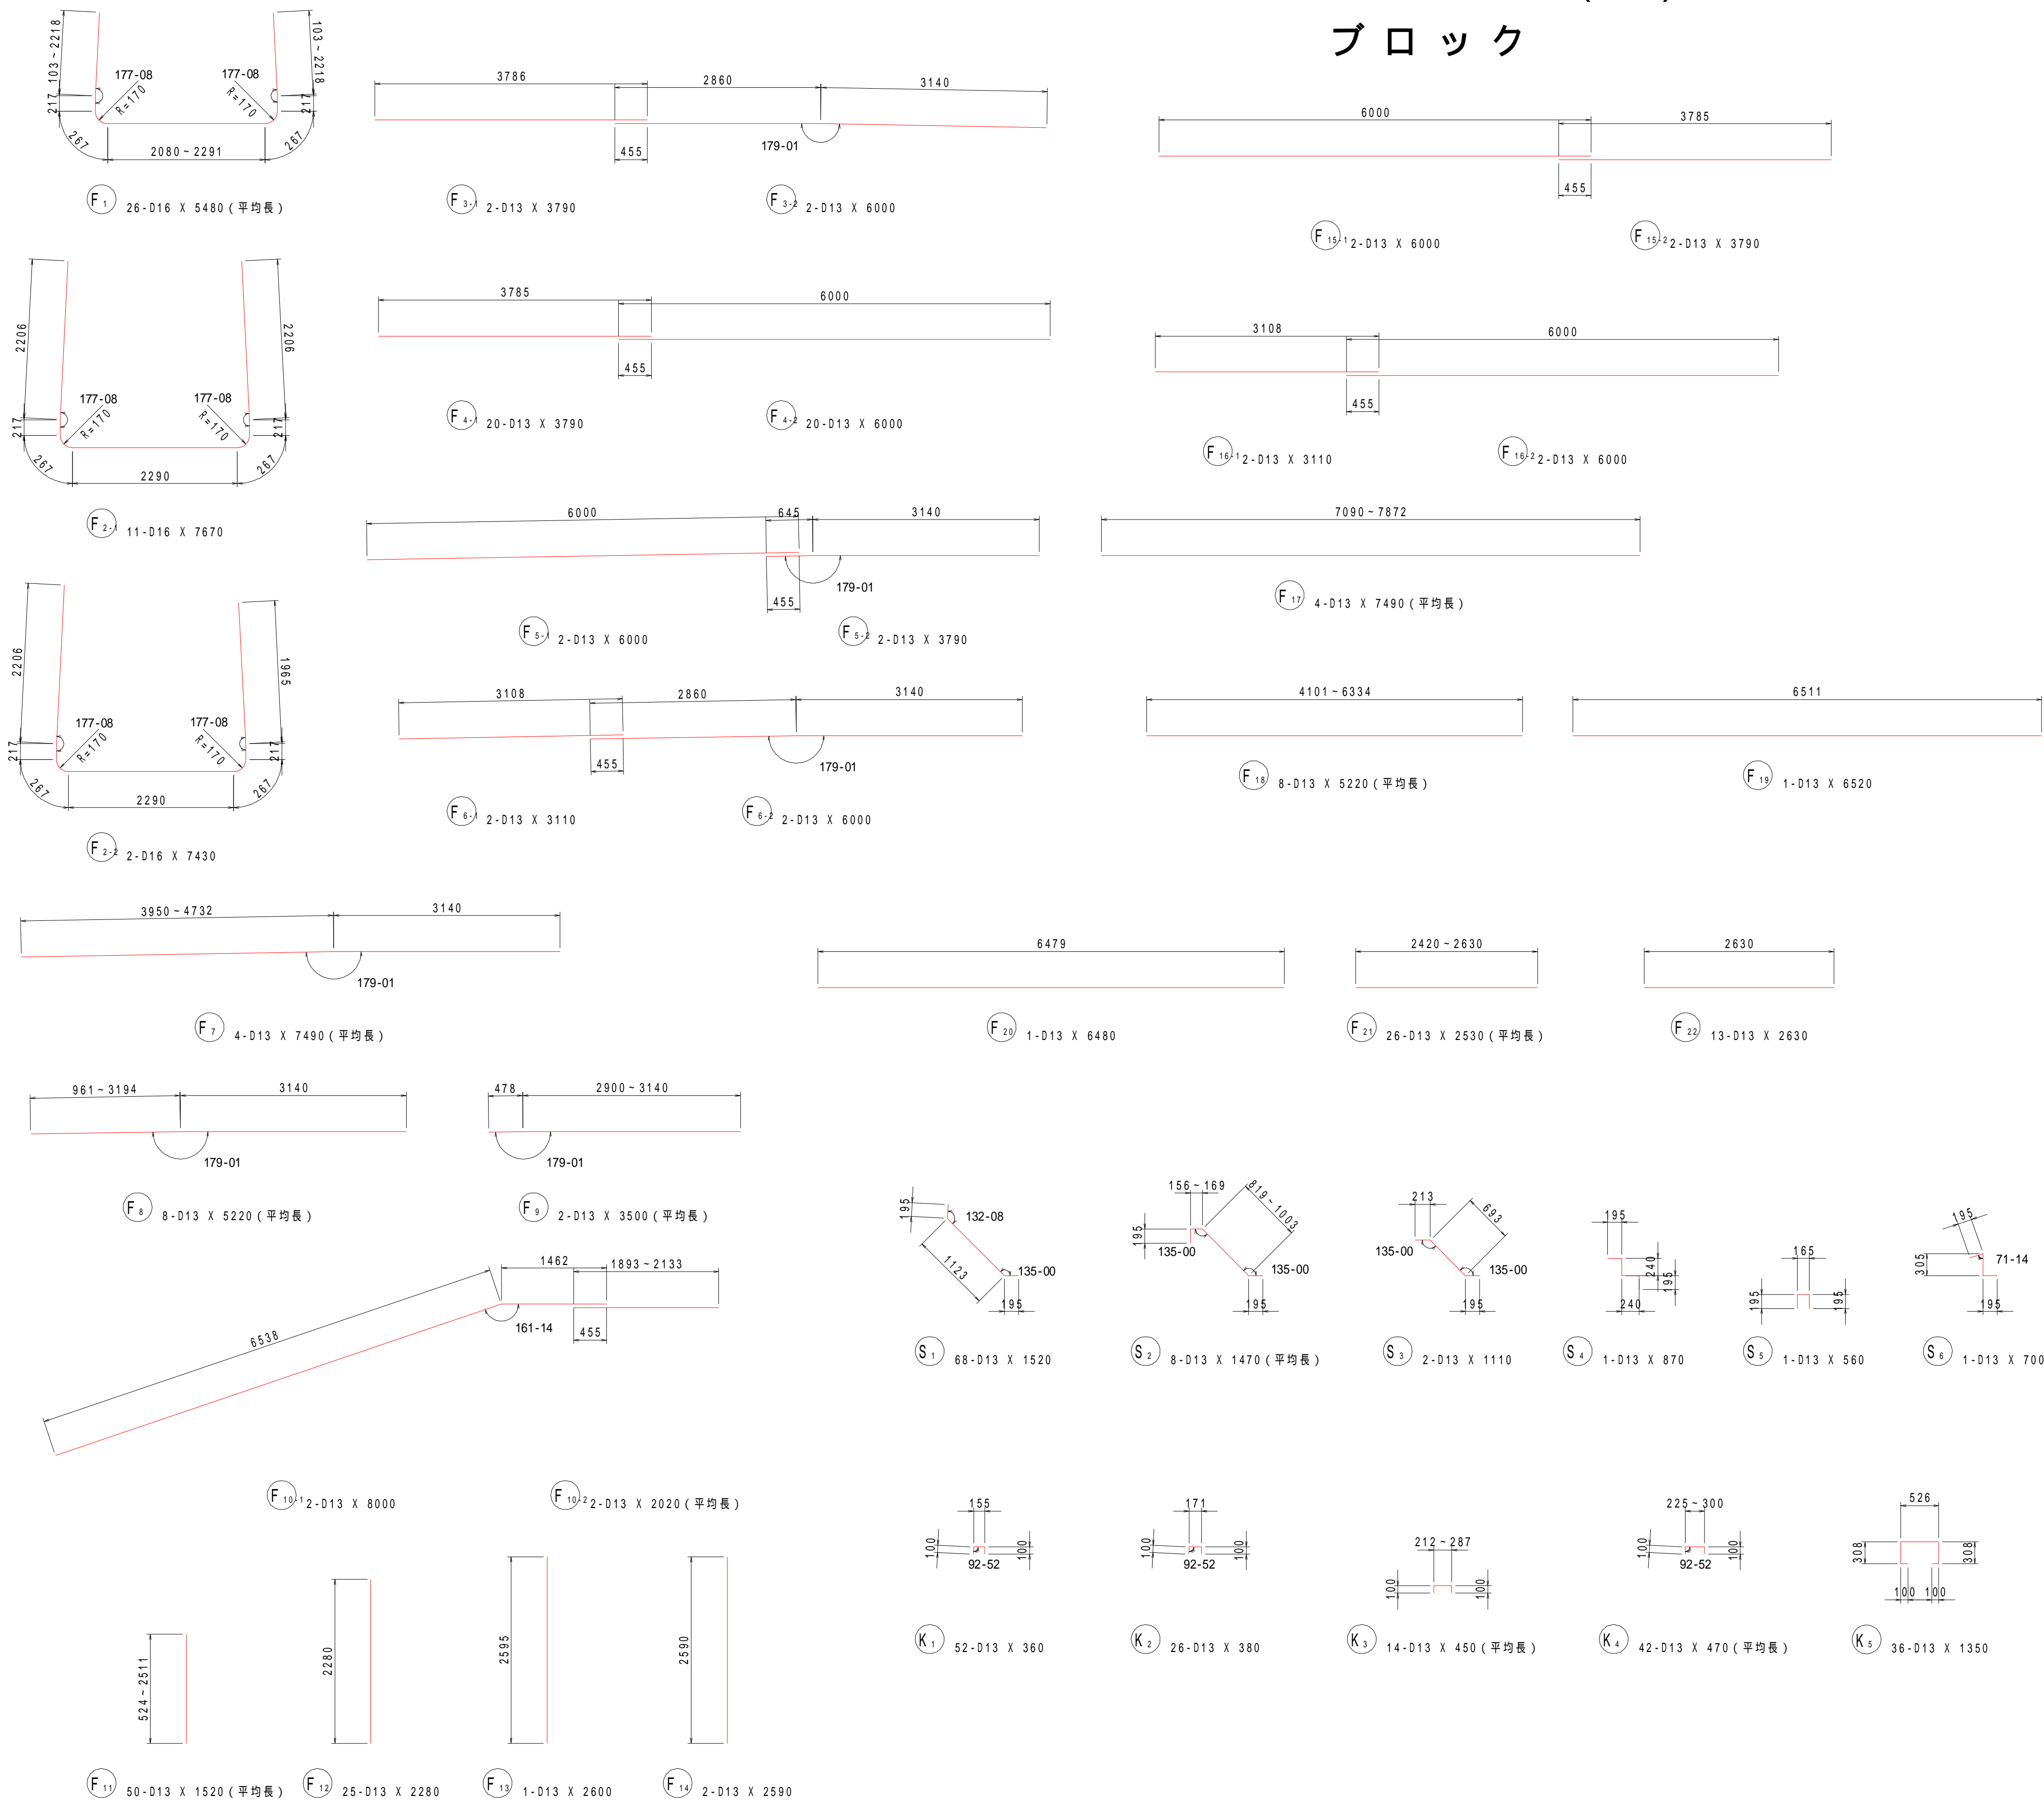 ブロック
103~2218
217
267
177-08
R=170
2080~2291
177-08
R=170
103~2218
217
267
F1 26-D16 X 5480(平均長)
3786
2860
3140
455
179-01
F3-1 2-D13 X 3790
F3-2 2-D13 X 6000
6000
3785
455
F15-1 2-D13 X 6000
F15-2 2-D13 X 3790
2206
217
267
177-08
R=170
2290
177-08
R=170
2206
217
267
F2-1 11-D16 X 7670
3785
6000
455
F4-1 20-D13 X 3790
F4-2 20-D13 X 6000
3108
6000
455
F16-1 2-D13 X 3110
F16-2 2-D13 X 6000
6000
645
3140
455
179-01
F5-1 2-D13 X 6000
F5-2 2-D13 X 3790
7090~7872
F17 4-D13 X 7490(平均長)
2206
217
267
177-08
R=170
2290
177-08
R=170
1965
217
267
F2-2 2-D16 X 7430
3108
2860
3140
455
179-01
F6-1 2-D13 X 3110
F6-2 2-D13 X 6000
4101~6334
F18 8-D13 X 5220(平均長)
6511
F19 1-D13 X 6520
3950~4732
3140
179-01
F7 4-D13 X 7490(平均長)
6479
F20 1-D13 X 6480
2420~2630
F21 26-D13 X 2530(平均長)
2630
F22 13-D13 X 2630
961~3194
3140
179-01
F8 8-D13 X 5220(平均長)
478
2900~3140
179-01
F9 2-D13 X 3500(平均長)
195
132-08
1123
135-00
195
S1 68-D13 X 1520
156~169
819~1003
195
135-00
135-00
195
S2 8-D13 X 1470(平均長)
213
693
135-00
135-00
195
S3 2-D13 X 1110
195
240
195
240
S4 1-D13 X 870
165
195
195
S5 1-D13 X 560
195
305
71-14
195
S6 1-D13 X 700
6538
1462
1893~2133
161-14
455
F10-1 2-D13 X 8000
F10-2 2-D13 X 2020(平均長)
155
100
100
92-52
K1 52-D13 X 360
171
100
100
92-52
K2 26-D13 X 380
212~287
100
100
K3 14-D13 X 450(平均長)
225~300
100
100
92-52
K4 42-D13 X 470(平均長)
526
308
308
100
100
K5 36-D13 X 1350
524~2511
F11 50-D13 X 1520(平均長)
2280
F12 25-D13 X 2280
2595
F13 1-D13 X 2600
2590
F14 2-D13 X 2590